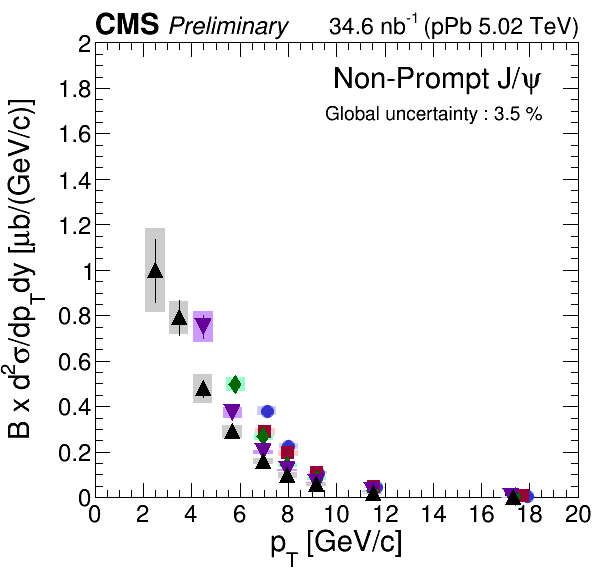 CMS Preliminary 34.6 nb⁻¹ (pPb 5.02 TeV)
Non-Prompt J/ψ
Global uncertainty : 3.5 %
B x d²σ/dp_Tdy [μb/(GeV/c)]
2
1.8
1.6
1.4
1.2
1
0.8
0.6
0.4
0.2
0
0 2 4 6 8 10 12 14 16 18 20
p_T [GeV/c]